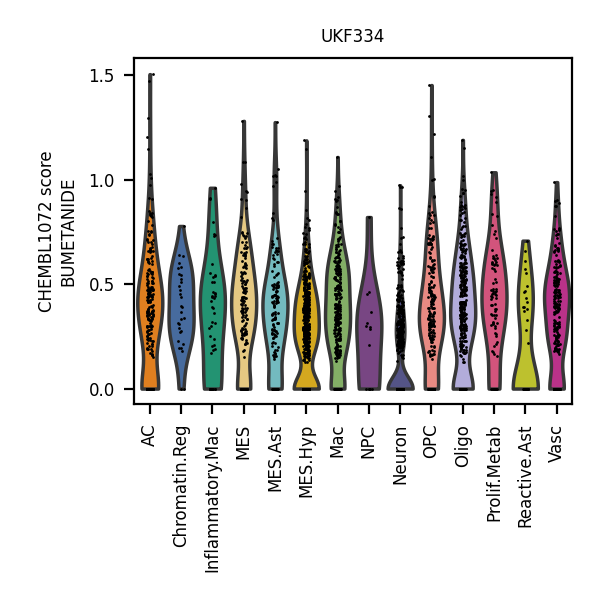 UKF334
CHEMBL1072 score
BUMETANIDE
1.5
1.0
0.5
0.0
AC
Chromatin.Reg
Inflammatory.Mac
MES
MES.Ast
MES.Hyp
Mac
NPC
Neuron
OPC
Oligo
Prolif.Metab
Reactive.Ast
Vasc